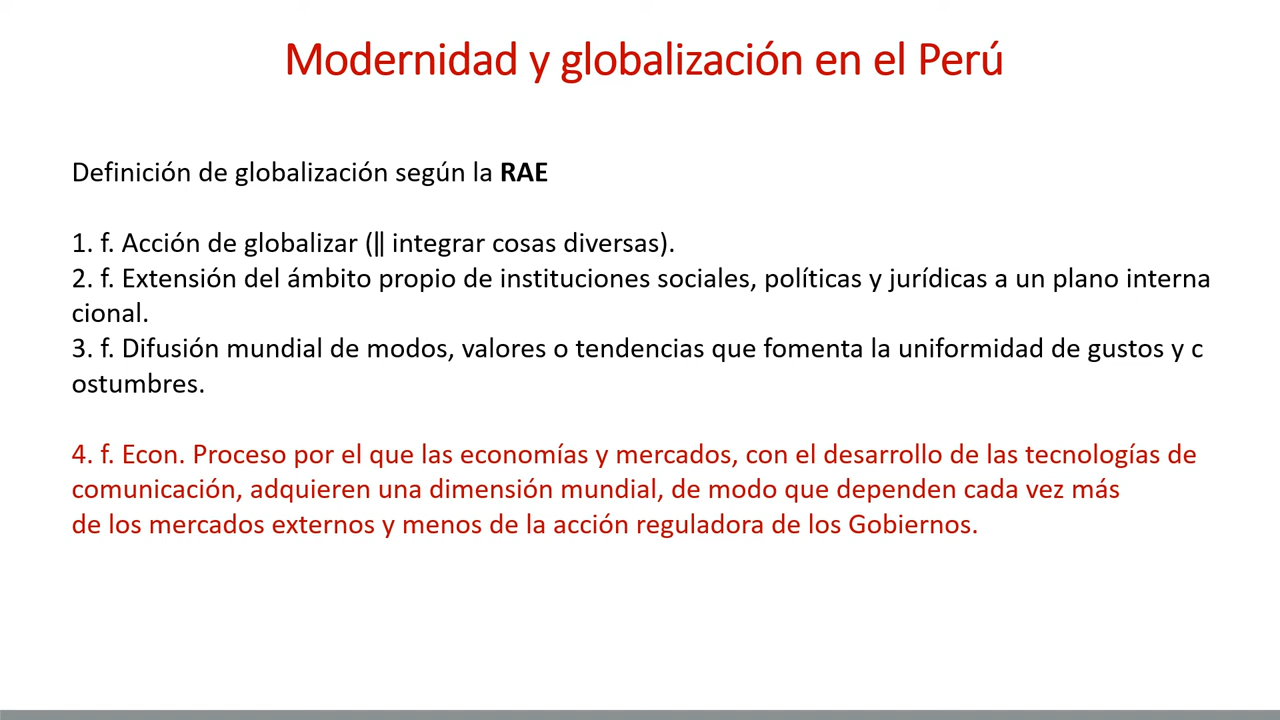 Modernidad y globalización en el Perú
Definición de globalización según la RAE
1. f. Acción de globalizar (‖ integrar cosas diversas).
2. f. Extensión del ámbito propio de instituciones sociales, políticas y jurídicas a un plano interna
cional.
3. f. Difusión mundial de modos, valores o tendencias que fomenta la uniformidad de gustos y c
ostumbres.
4. f. Econ. Proceso por el que las economías y mercados, con el desarrollo de las tecnologías de
comunicación, adquieren una dimensión mundial, de modo que dependen cada vez más
de los mercados externos y menos de la acción reguladora de los Gobiernos.